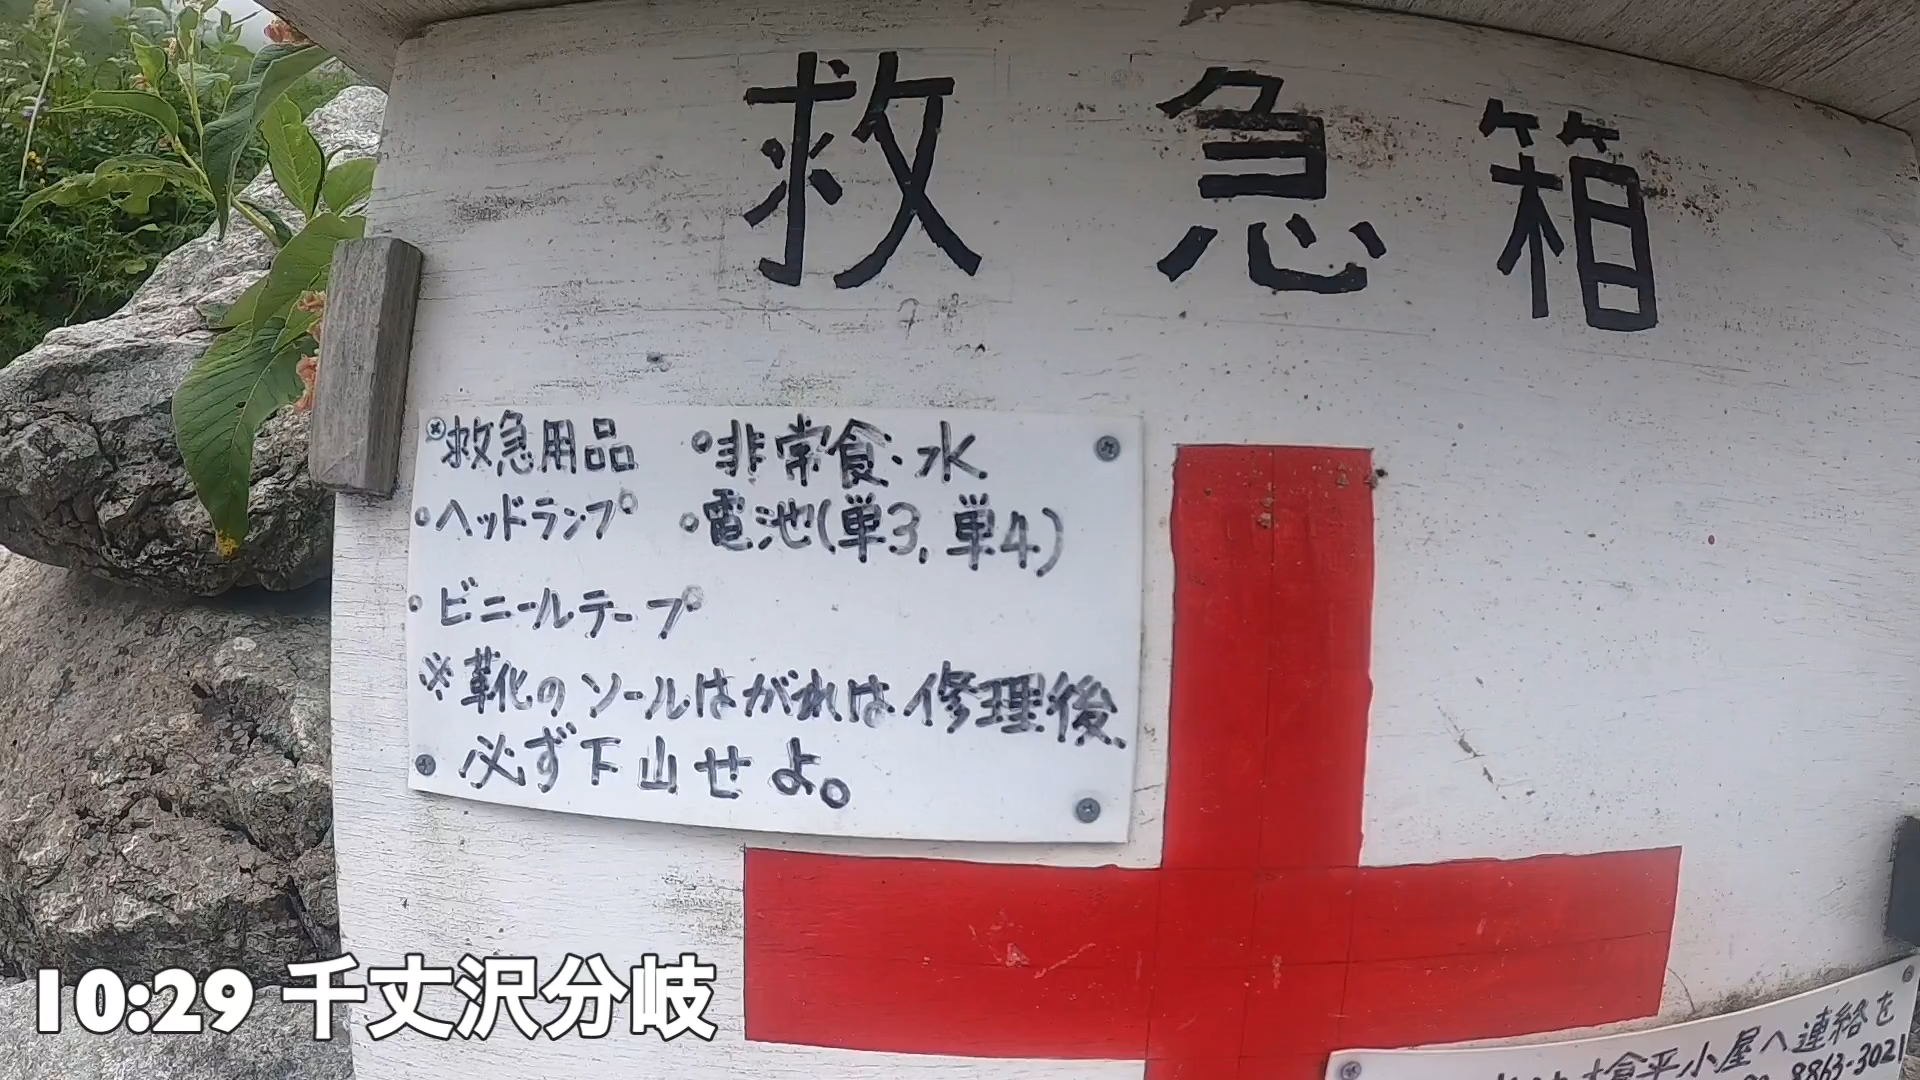 救急箱
救急用品 ○非常食・水
○ヘッドランプ ○電池(単3,単4)
・ビニールテープ
※靴のソールはがれは修理後、
必ず下山せよ。
平小屋へ連絡を
8863-3021
10:29 千丈沢分岐